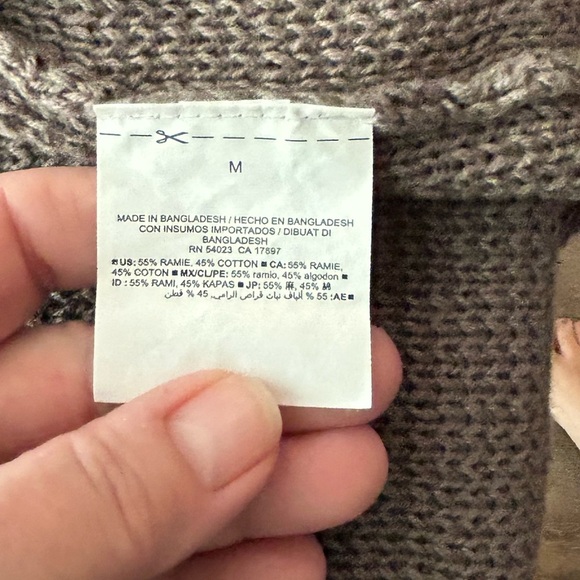 M
MADE IN BANGLADESH / HECHO EN BANGLADESH
CON INSUMOS IMPORTADOS / DIBUAT DI
BANGLADESH
RN 54023 CA 17897
■ US: 55% RAMIE, 45% COTTON ■ CA: 55% RAMIE,
45% COTON ■ MX/CL/PE: 55% ramio, 45% algodon ■
ID : 55% RAMI, 45% KAPAS ■ JP: 55% 麻, 45% 綿
■ AE: 55 % ألياف نبات قراص الرامي, 45 % قطن